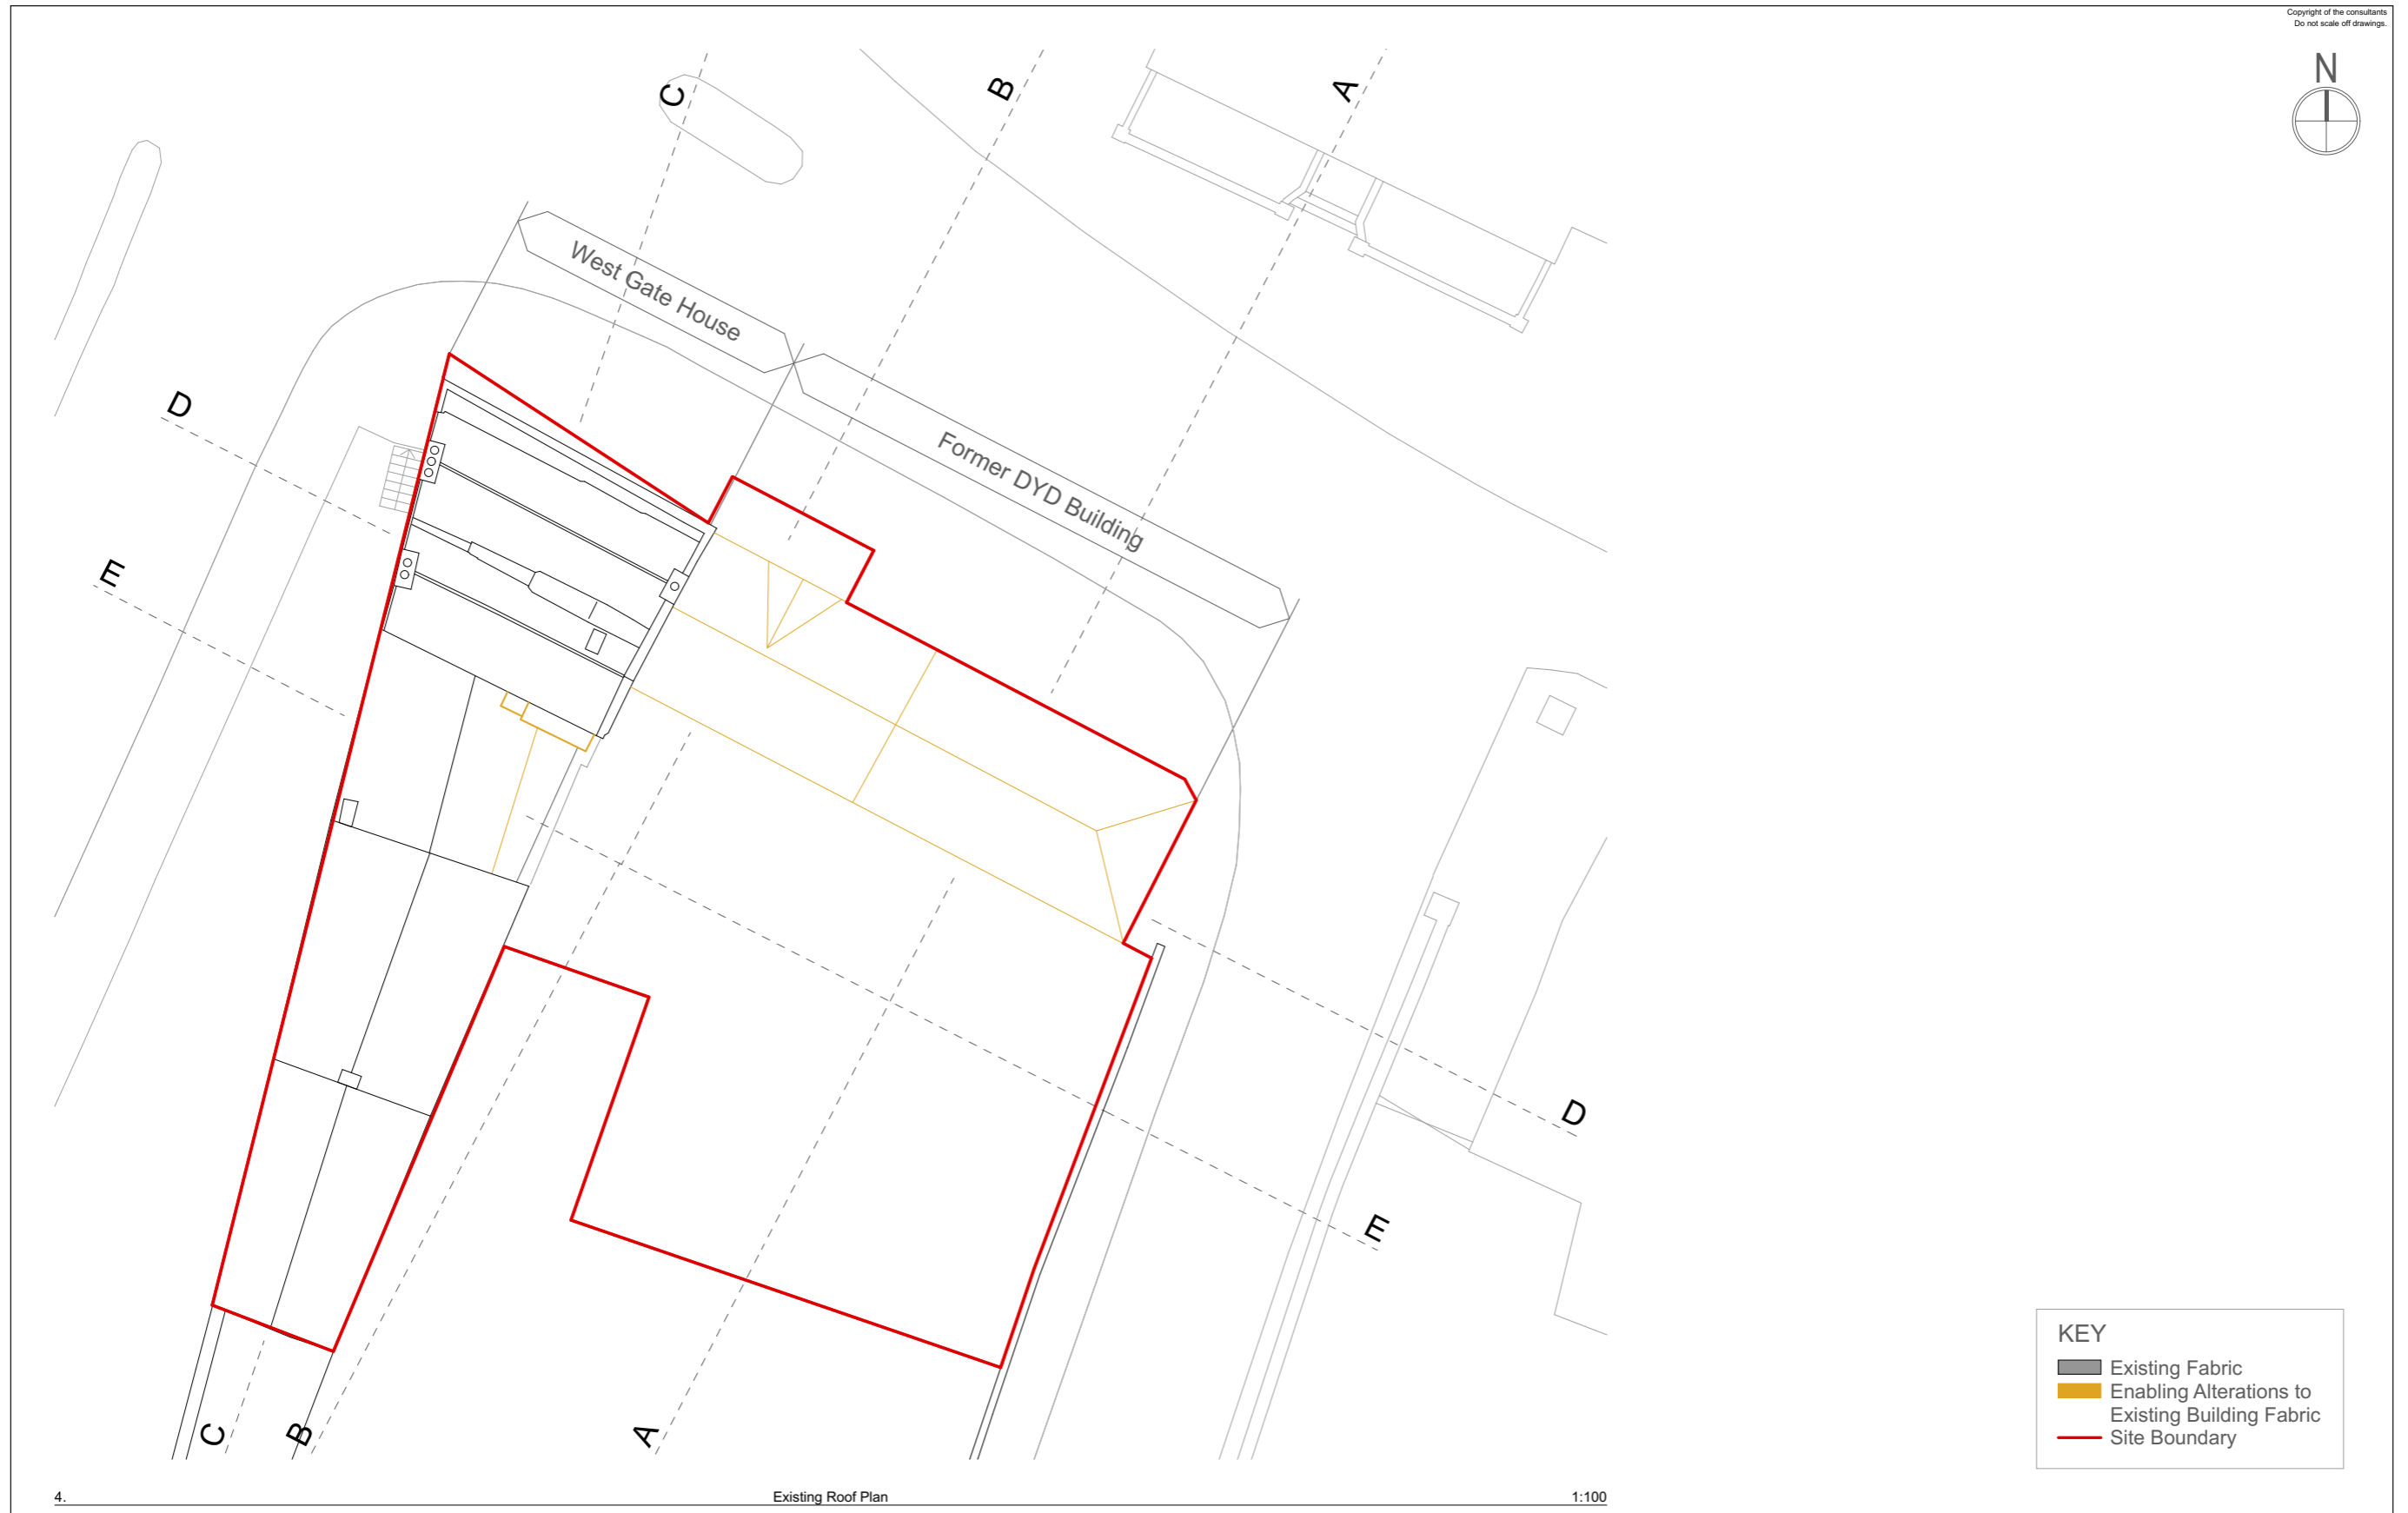 Copyright of the consultants
Do not scale off drawings.
N
C
B
A
West Gate House
Former DYD Building
D
E
D
E
C
B
A
KEY
Existing Fabric
Enabling Alterations to
Existing Building Fabric
Site Boundary
4.
Existing Roof Plan
1:100